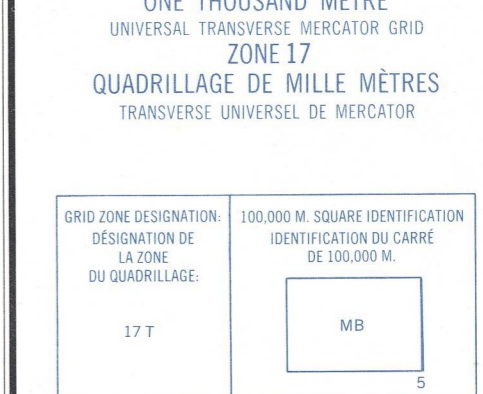 ONE THOUSAND METRE
UNIVERSAL TRANSVERSE MERCATOR GRID
ZONE 17
QUADRILLAGE DE MILLE MÈTRES
TRANSVERSE UNIVERSEL DE MERCATOR
GRID ZONE DESIGNATION:
DÉSIGNATION DE
LA ZONE
DU QUADRILLAGE:
17 T
100,000 M. SQUARE IDENTIFICATION
IDENTIFICATION DU CARRÉ
DE 100,000 M.
MB
5